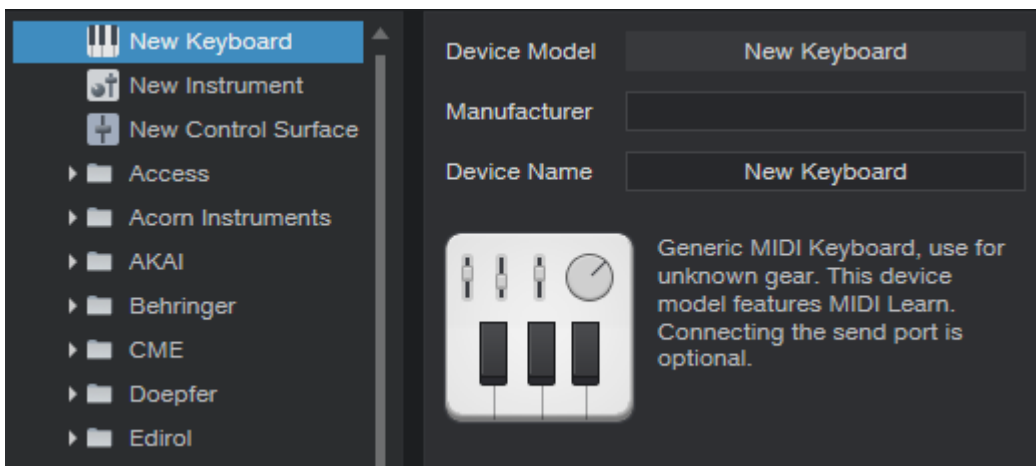 New Keyboard
New Instrument
New Control Surface
Access
Acorn Instruments
AKAI
Behringer
CME
Doepfer
Edirol
Device Model New Keyboard
Manufacturer
Device Name New Keyboard
Generic MIDI Keyboard, use for
unknown gear. This device
model features MIDI Learn.
Connecting the send port is
optional.